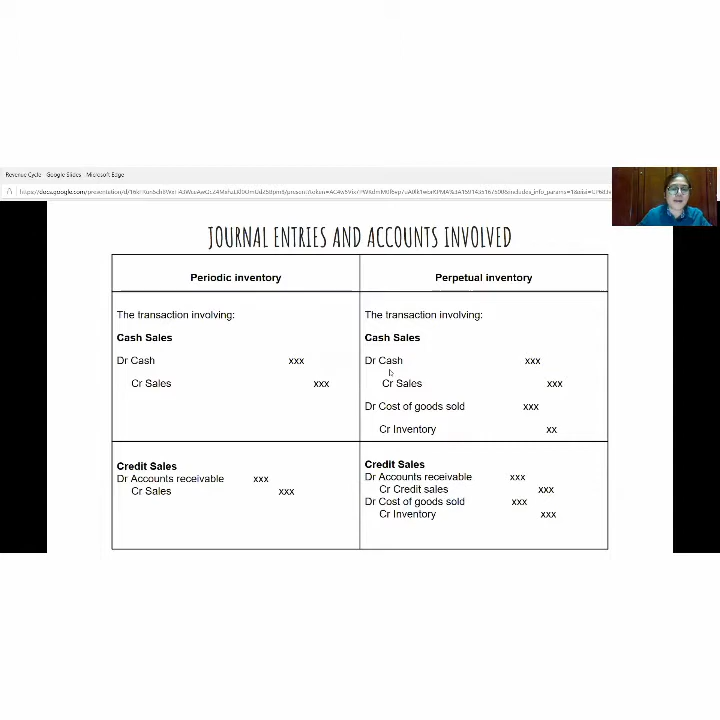 Revenue Cycle - Google Slides - Microsoft Edge
JOURNAL ENTRIES AND ACCOUNTS INVOLVED
Periodic inventory
Perpetual inventory
The transaction involving:
Cash Sales
Dr Cash xxx
Cr Sales xxx
The transaction involving:
Cash Sales
Dr Cash xxx
Cr Sales xxx
Dr Cost of goods sold xxx
Cr Inventory xx
Credit Sales
Dr Accounts receivable xxx
Cr Sales xxx
Credit Sales
Dr Accounts receivable xxx
Cr Credit sales xxx
Dr Cost of goods sold xxx
Cr Inventory xxx